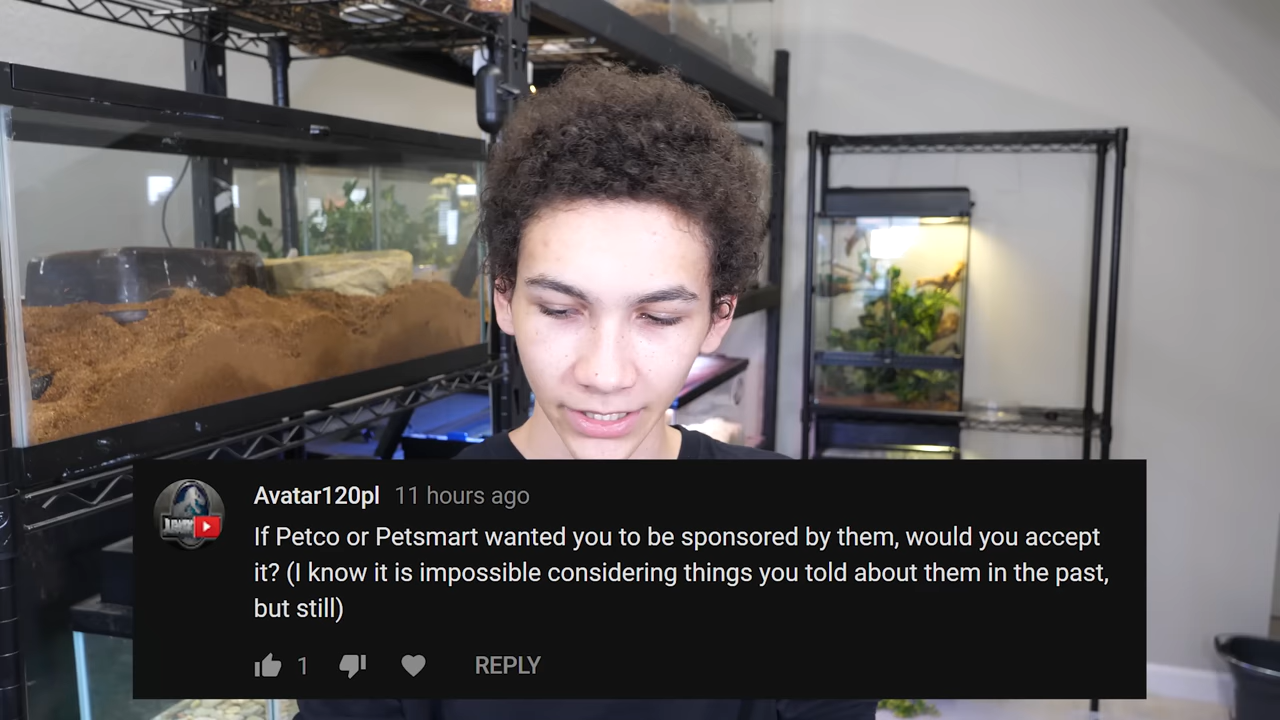 Avatar120pl 11 hours ago
If Petco or Petsmart wanted you to be sponsored by them, would you accept
it? (I know it is impossible considering things you told about them in the past,
but still)
1 REPLY